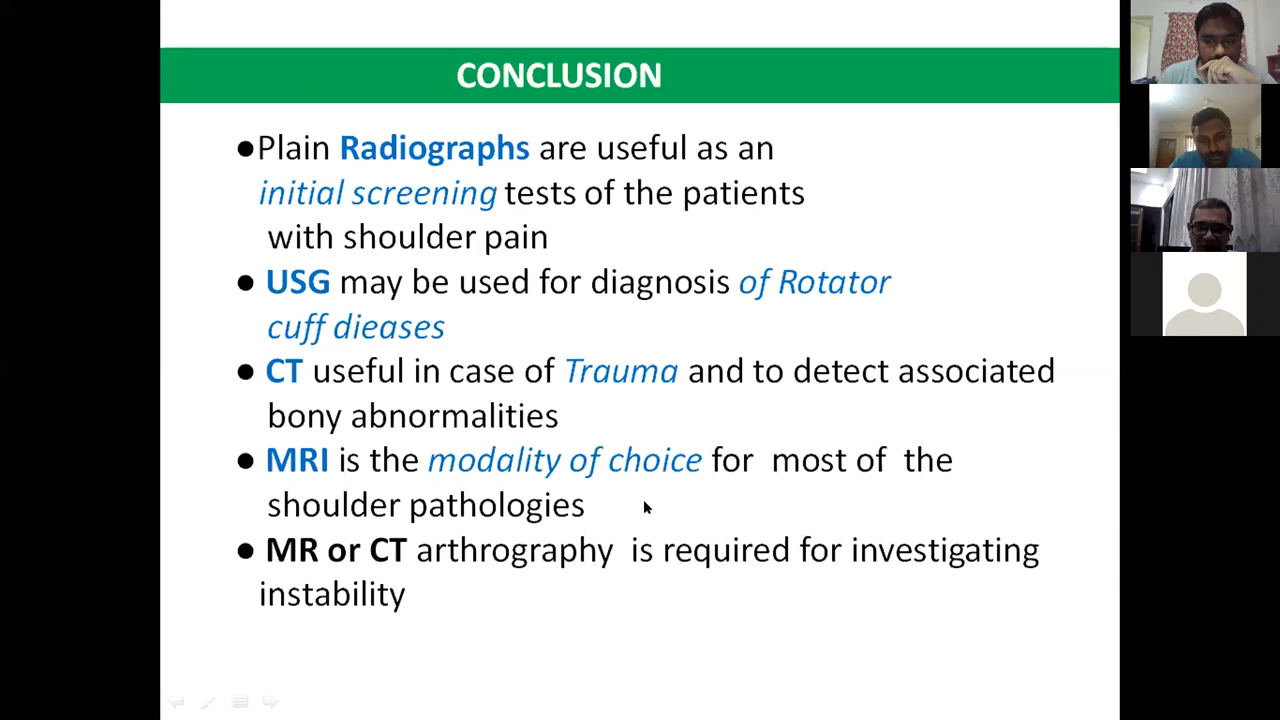 CONCLUSION
●Plain Radiographs are useful as an
initial screening tests of the patients
with shoulder pain
● USG may be used for diagnosis of Rotator
cuff dieases
● CT useful in case of Trauma and to detect associated
bony abnormalities
● MRI is the modality of choice for most of the
shoulder pathologies
● MR or CT arthrography is required for investigating
instability